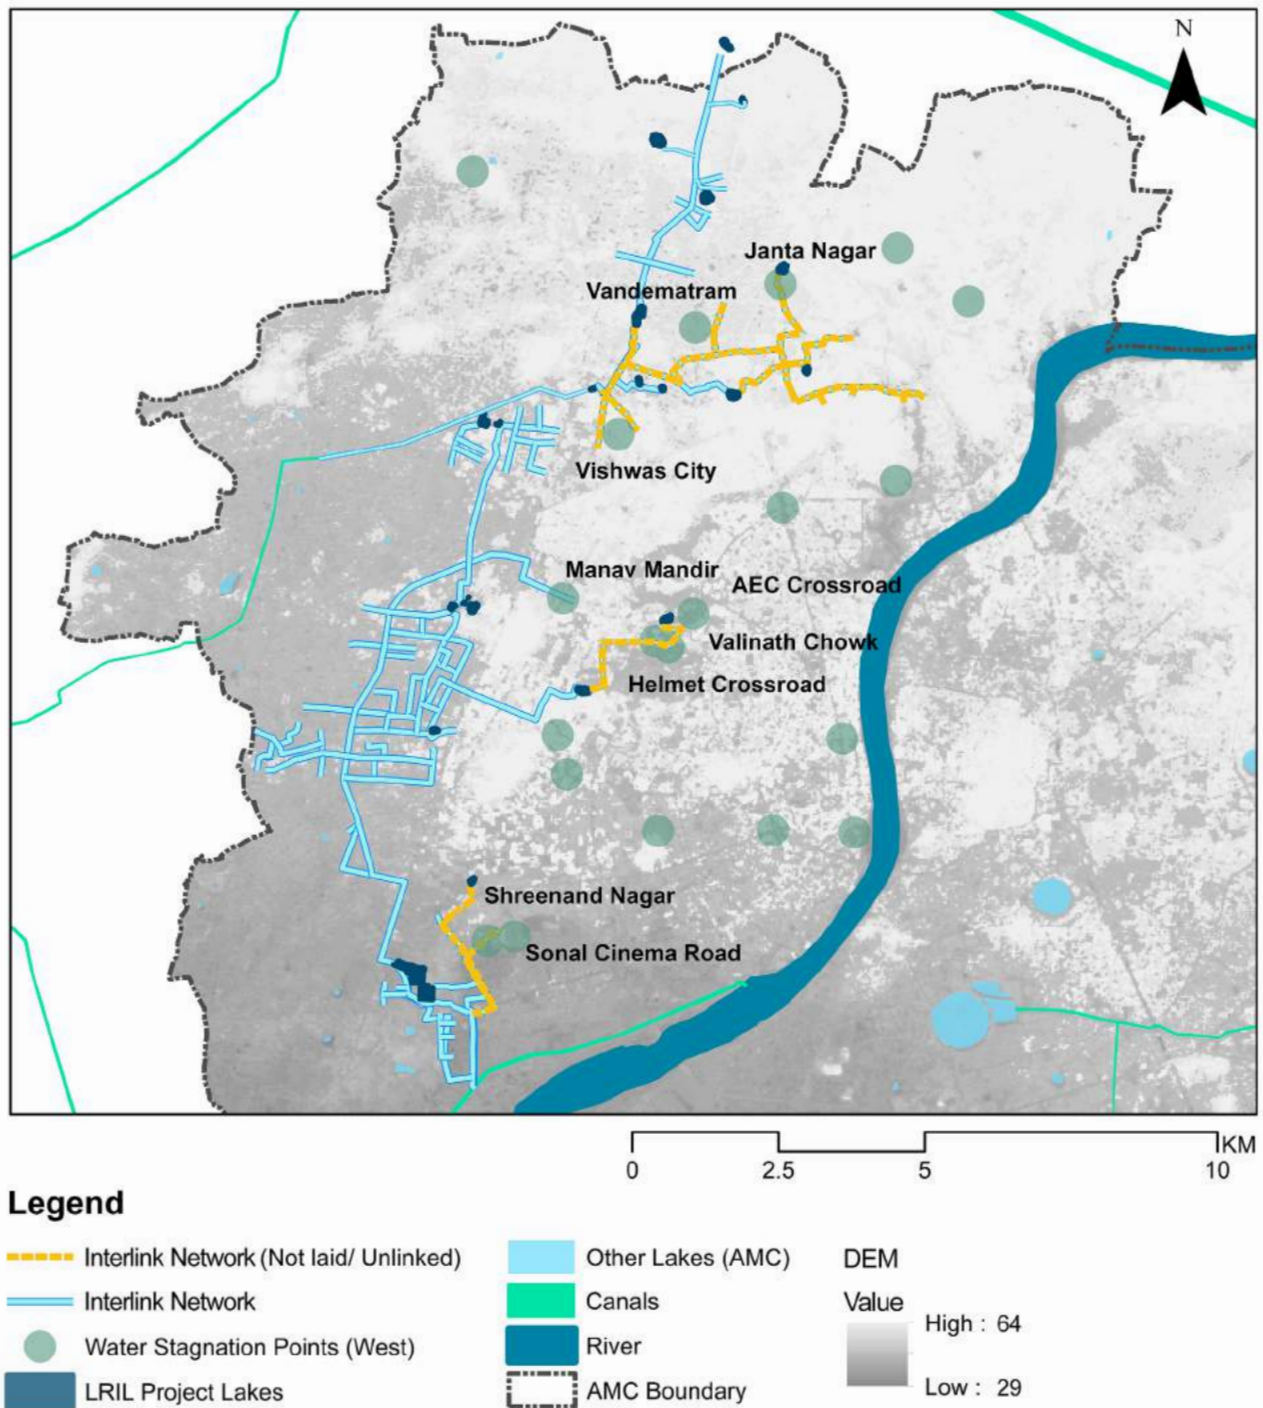 N
Janta Nagar
Vandematram
Vishwas City
Manav Mandir
AEC Crossroad
Valinath Chowk
Helmet Crossroad
Shreenand Nagar
Sonal Cinema Road
KM
0 2.5 5 10
Legend
Interlink Network (Not laid/ Unlinked)
Interlink Network
Water Stagnation Points (West)
LRIL Project Lakes
Other Lakes (AMC)
Canals
River
AMC Boundary
DEM
Value
High : 64
Low : 29